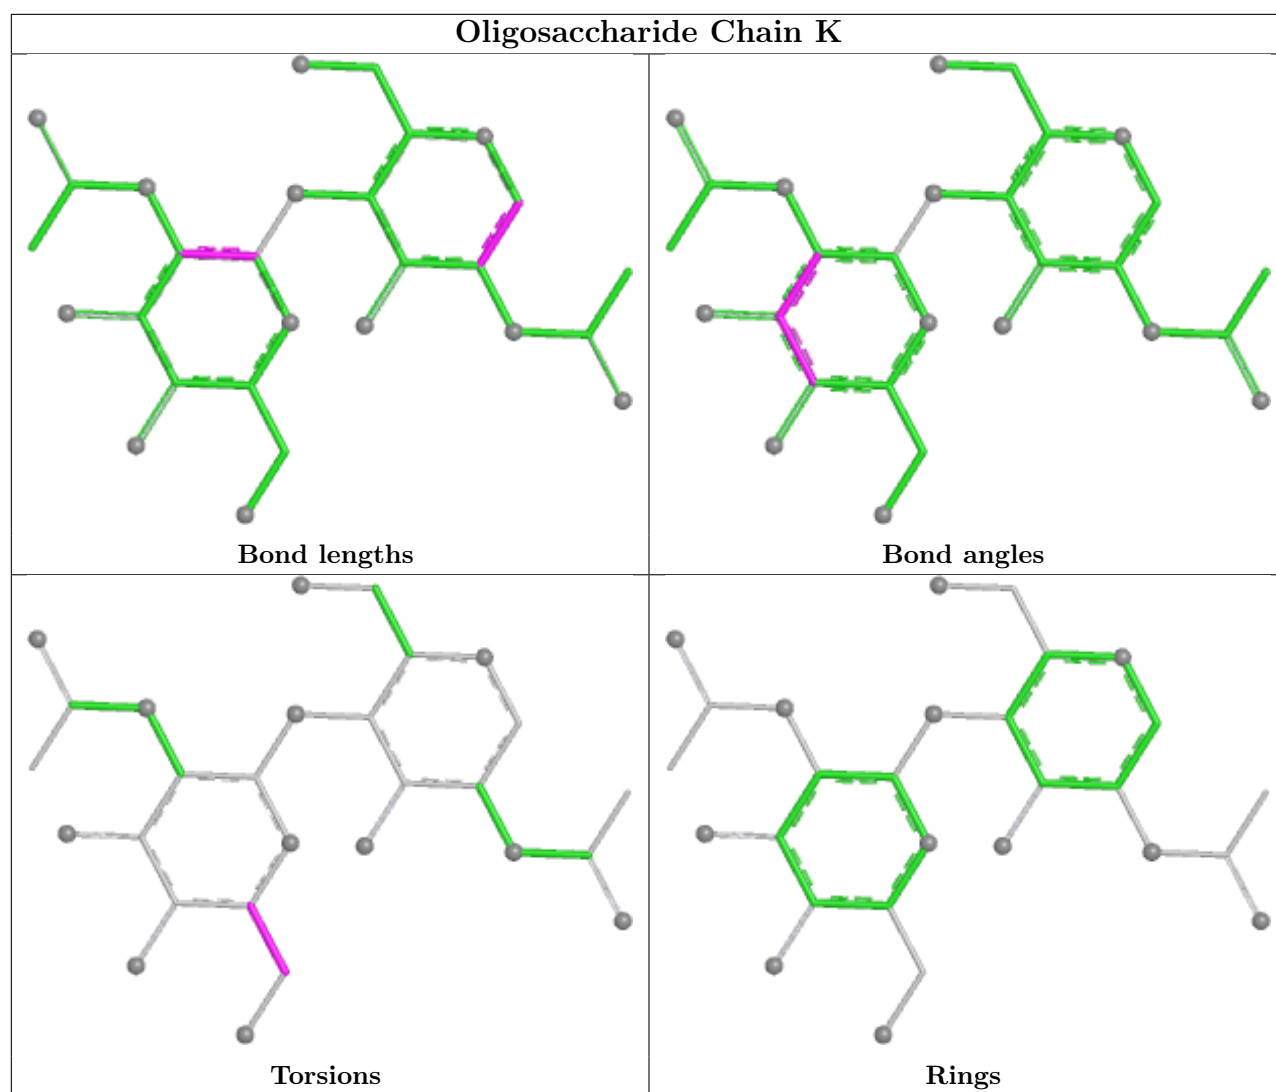 Oligosaccharide Chain K
Bond lengths
Bond angles
Torsions
Rings